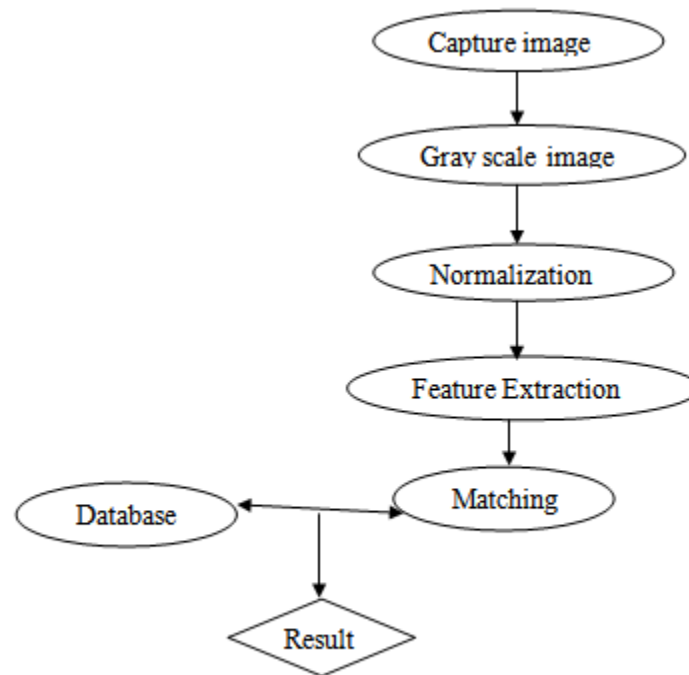 Capture image
Gray scale image
Normalization
Feature Extraction
Matching
Database
Result